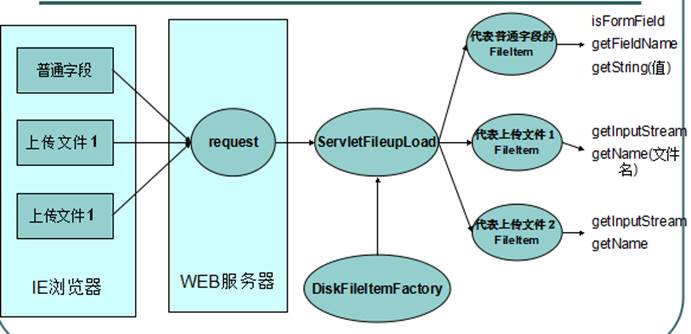 普通字段
上传文件1
上传文件1
IE浏览器
request
WEB服务器
ServletFileupLoad
DiskFileItemFactory
代表普通字段的
FileItem
isFormField
getFieldName
getString(值)
代表上传文件1
FileItem
getInputStream
getName(文件
名)
代表上传文件2
FileItem
getInputStream
getName